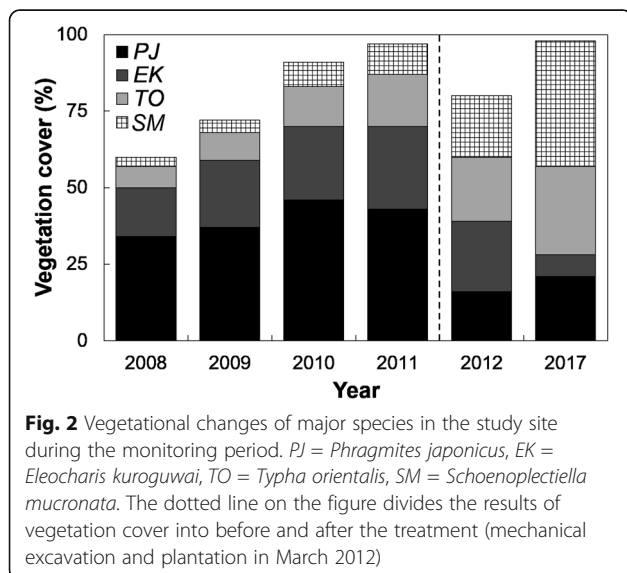 100
75
50
25
0
Vegetation cover (%)
PJ
EK
TO
SM
2008 2009 2010 2011 2012 2017
Year
Fig. 2 Vegetational changes of major species in the study site
during the monitoring period. PJ = Phragmites japonicus, EK =
Eleocharis kuroguwai, TO = Typha orientalis, SM = Schoenoplectiella
mucronata. The dotted line on the figure divides the results of
vegetation cover into before and after the treatment (mechanical
excavation and plantation in March 2012)